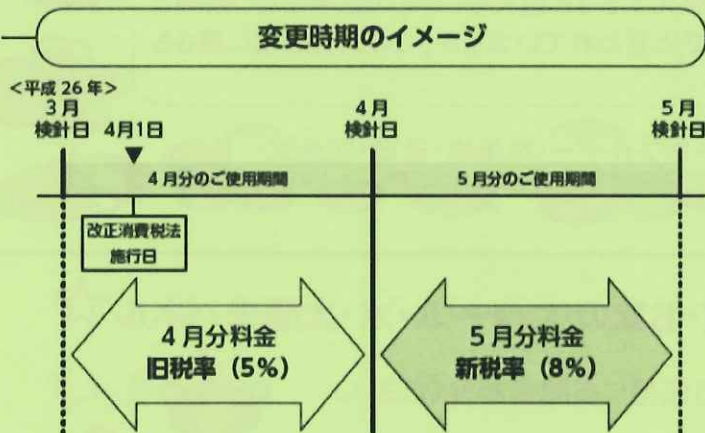 変更時期のイメージ
＜平成26年＞
3月
検針日
4月1日
4月
検針日
5月
検針日
4月分のご使用期間
5月分のご使用期間
改正消費税法
施行日
4月分料金
旧税率（5%）
5月分料金
新税率（8%）